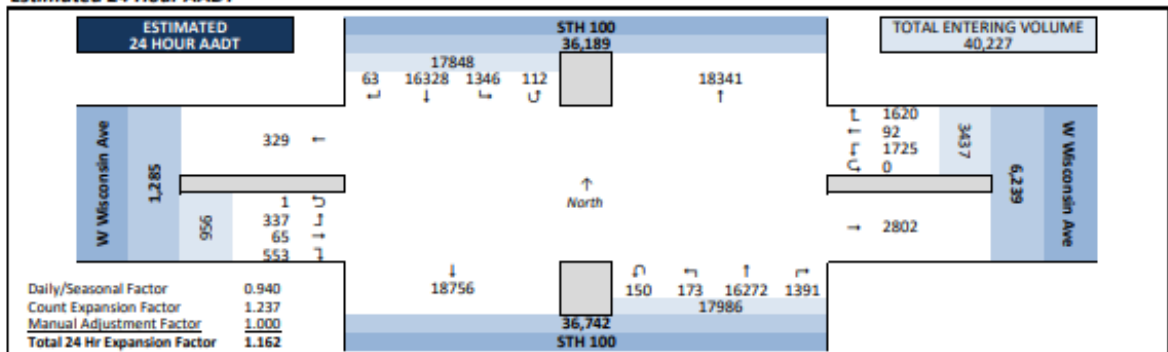 Estimated 24 Hour AADT
ESTIMATED
24 HOUR AADT
STH 100
36,189
TOTAL ENTERING VOLUME
40,227
17848
63 16328 1346 112
↵ ↓ ↳ ↺
18341
↑
W Wisconsin Ave
1,285
329 ←
956
1
337
65 →
553
↑
North
1620
← 92
1725
0
3437
6,239
W Wisconsin Ave
→ 2802
↓
18756
150 173 16272 1391
17986
36,742
STH 100
Daily/Seasonal Factor 0.940
Count Expansion Factor 1.237
Manual Adjustment Factor 1.000
Total 24 Hr Expansion Factor 1.162